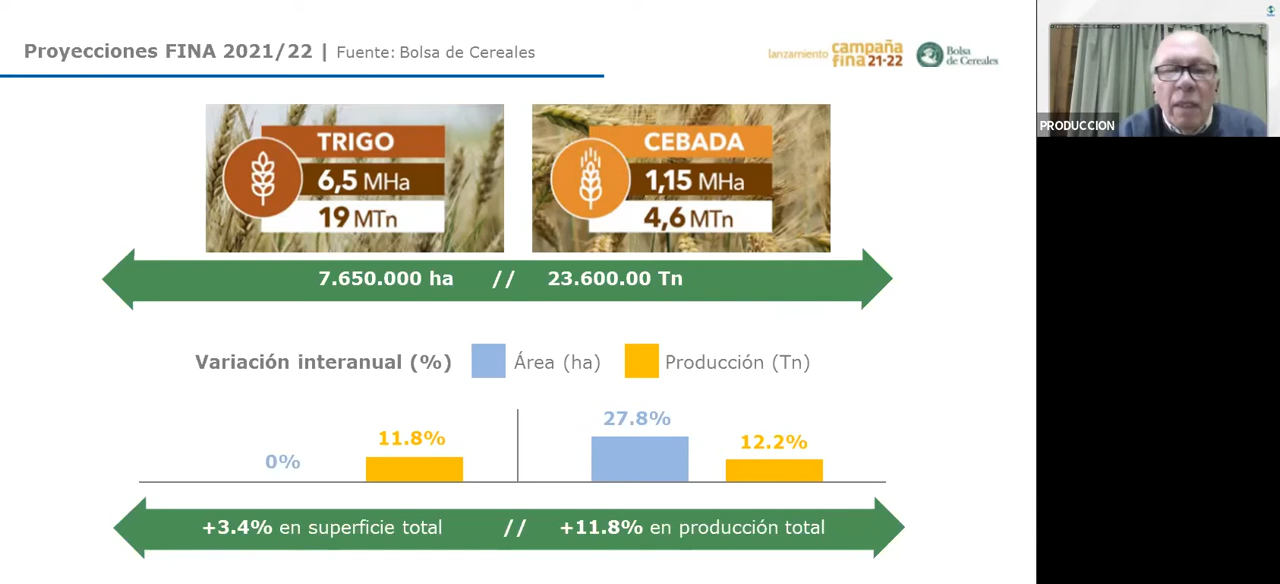 Proyecciones FINA 2021/22 | Fuente: Bolsa de Cereales
lanzamiento campaña fina 21-22
Bolsa de Cereales
TRIGO
6,5 MHa
19 MTn
CEBADA
1,15 MHa
4,6 MTn
7.650.000 ha // 23.600.00 Tn
Variación interanual (%) Área (ha) Producción (Tn)
0%
11.8%
27.8%
12.2%
+3.4% en superficie total // +11.8% en producción total
PRODUCCION